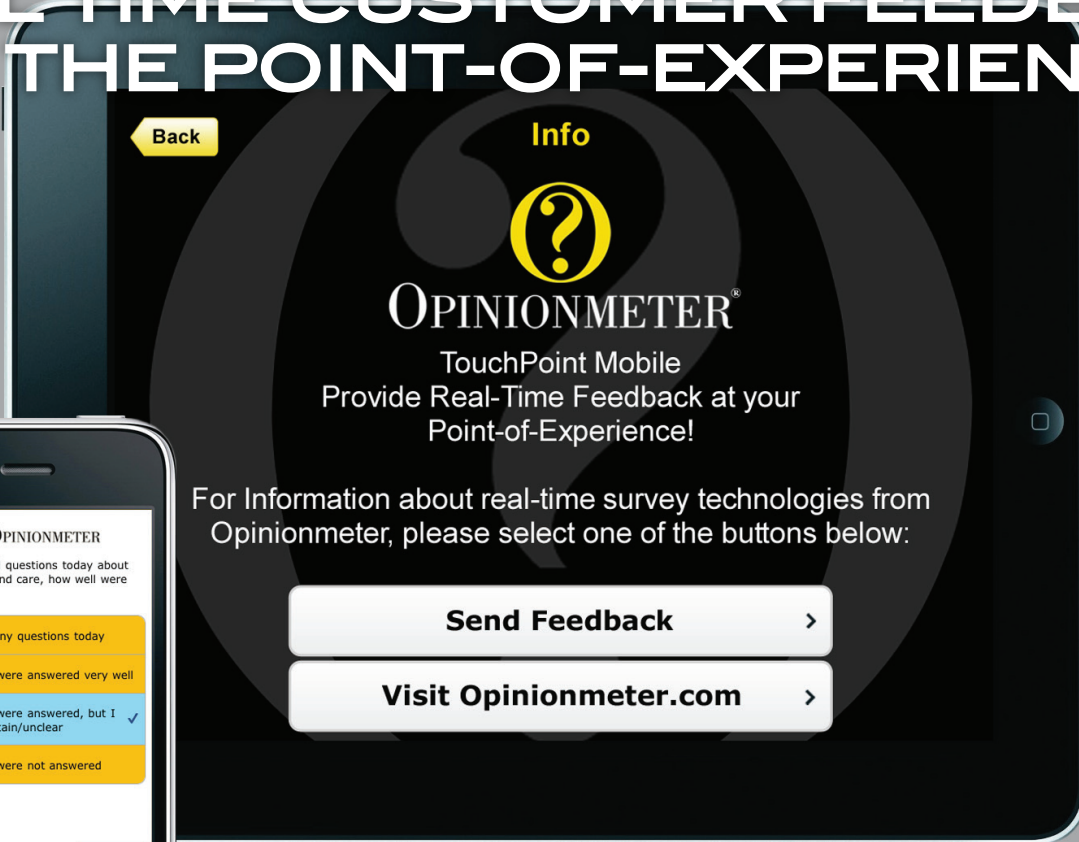 TIME CUSTOMER
THE POINT-OF-EXPERIEN
Back
Info
OPINIONMETER®
TouchPoint Mobile
Provide Real-Time Feedback at your
Point-of-Experience!
For Information about real-time survey technologies from
Opinionmeter, please select one of the buttons below:
Send Feedback
Visit Opinionmeter.com
PINIONMETER
questions today about
nd care, how well were
ny questions today
were answered very well
were answered, but I
tain/unclear
were not answered